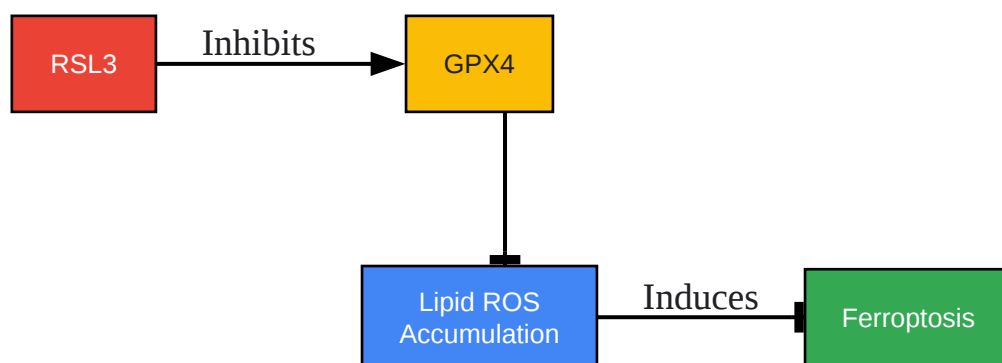 RSL3
Inhibits
GPX4
Lipid ROS
Accumulation
Induces
Ferroptosis